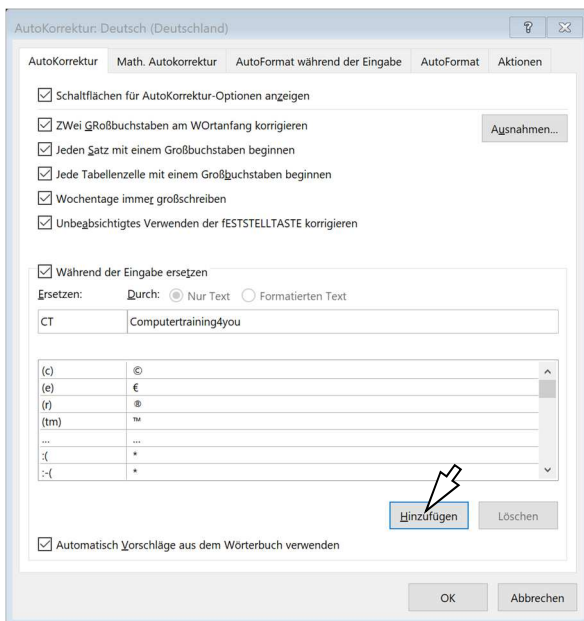 AutoKorrektur: Deutsch (Deutschland)
AutoKorrektur Math. Autokorrektur AutoFormat während der Eingabe AutoFormat Aktionen
Schaltflächen für AutoKorrektur-Optionen anzeigen
ZWei GRoßbuchstaben am WOrtanfang korrigieren
Ausnahmen...
Jeden Satz mit einem Großbuchstaben beginnen
Jede Tabellenzelle mit einem Großbuchstaben beginnen
Wochentage immer großschreiben
Unbeabsichtigtes Verwenden der fESTSTELLTASTE korrigieren
Während der Eingabe ersetzen
Ersetzen: Durch: Nur Text Formatierten Text
CT Computertraining4you
(c) ©
(e) €
(r) ®
(tm) ™
... ...
:( *
:-( *
Hinzufügen Löschen
Automatisch Vorschläge aus dem Wörterbuch verwenden
OK Abbrechen